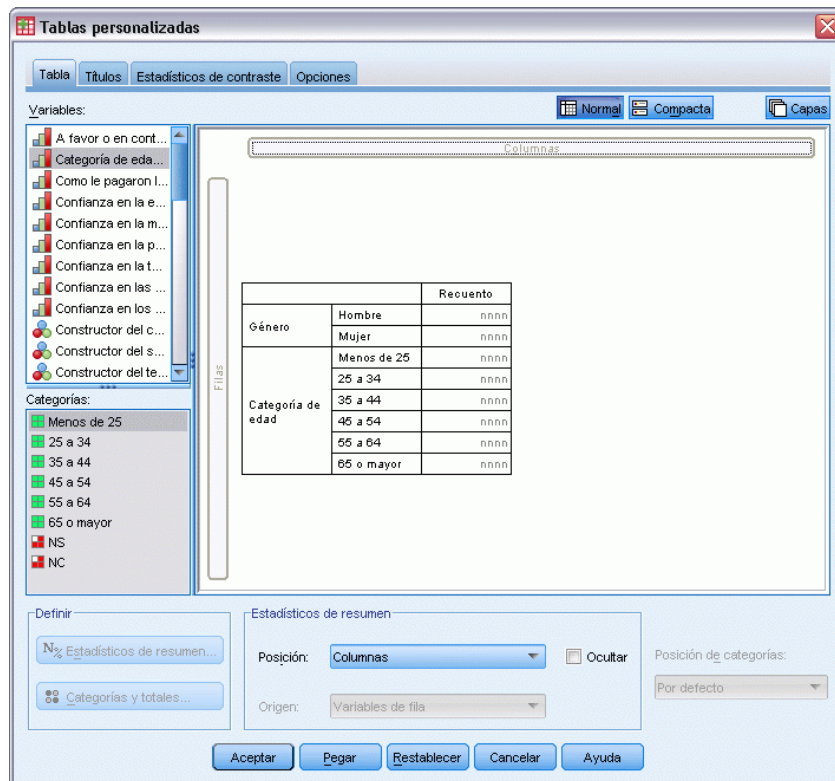 Tablas personalizadas
Tabla Títulos Estadísticos de contraste Opciones
Variables:
Normal Compacta Capas
A favor o en cont...
Categoría de eda...
Como le pagaron l...
Confianza en la e...
Confianza en la m...
Confianza en la p...
Confianza en la t...
Confianza en las ...
Confianza en los ...
Constructor del c...
Constructor del s...
Constructor del te...
Categorías:
Menos de 25
25 a 34
35 a 44
45 a 54
55 a 64
65 o mayor
NS
NC
Columnas
Filas
Recuento
Género Hombre nnnn
Mujer nnnn
Categoría de edad Menos de 25 nnnn
25 a 34 nnnn
35 a 44 nnnn
45 a 54 nnnn
55 a 64 nnnn
65 o mayor nnnn
Definir
N% Estadísticos de resumen...
Categorías y totales...
Estadísticos de resumen
Posición: Columnas Ocultar
Origen: Variables de fila
Posición de categorías:
Por defecto
Aceptar Pegar Restablecer Cancelar Ayuda